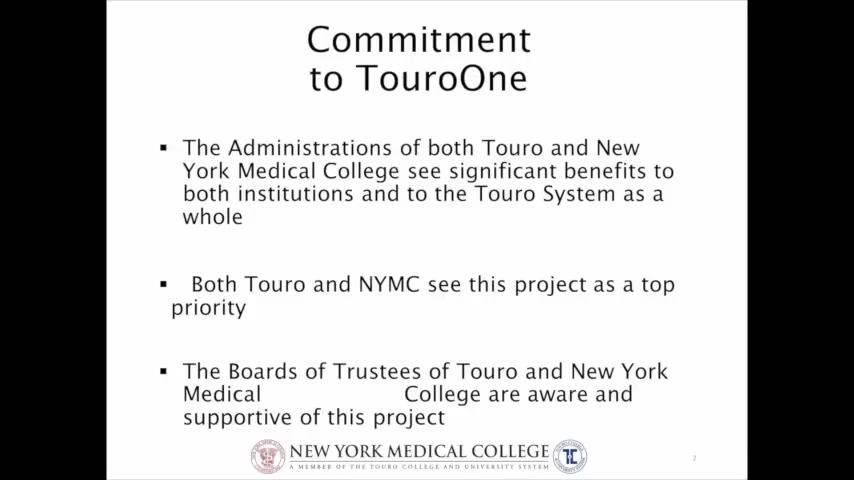 Commitment
to TouroOne
▪ The Administrations of both Touro and New
York Medical College see significant benefits to
both institutions and to the Touro System as a
whole
▪ Both Touro and NYMC see this project as a top
priority
▪ The Boards of Trustees of Touro and New York
Medical College are aware and
supportive of this project
NEW YORK MEDICAL COLLEGE
A MEMBER OF THE TOURO COLLEGE AND UNIVERSITY SYSTEM
2